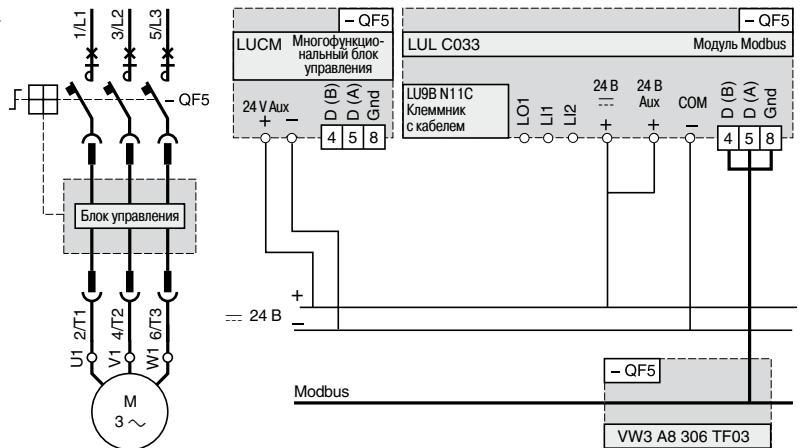 1/L1
3/L2
5/L3
– QF5
Блок управления
2/T1
4/T2
6/T3
U1
V1
W1
M
3 ~
– QF5
LUCM
Многофункцио-
нальный блок
управления
24 V Aux
+
–
D (B)
D (A)
Gnd
4 5 8
– QF5
LUL C033
Модуль Modbus
LU9B N11C
Клеммник
с кабелем
LO1
LI1
LI2
24 В
+
24 В
Aux
+
COM
–
D (B)
D (A)
Gnd
4 5 8
+
24 В
–
Modbus
– QF5
VW3 A8 306 TF03